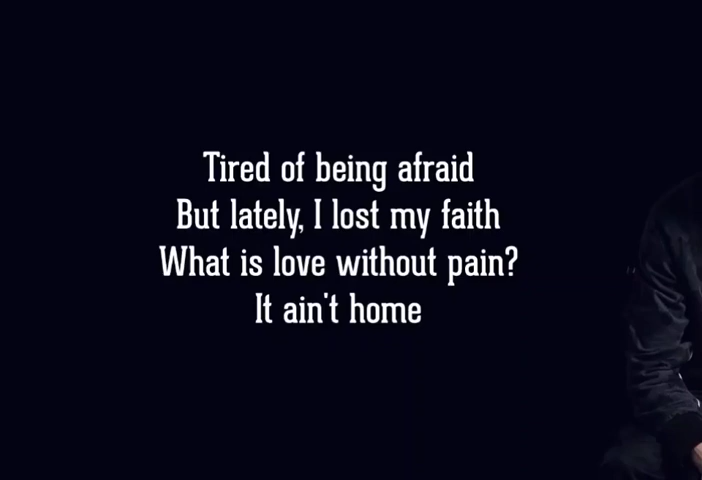 Tired of being afraid
But lately, I lost my faith
What is love without pain?
It ain't home